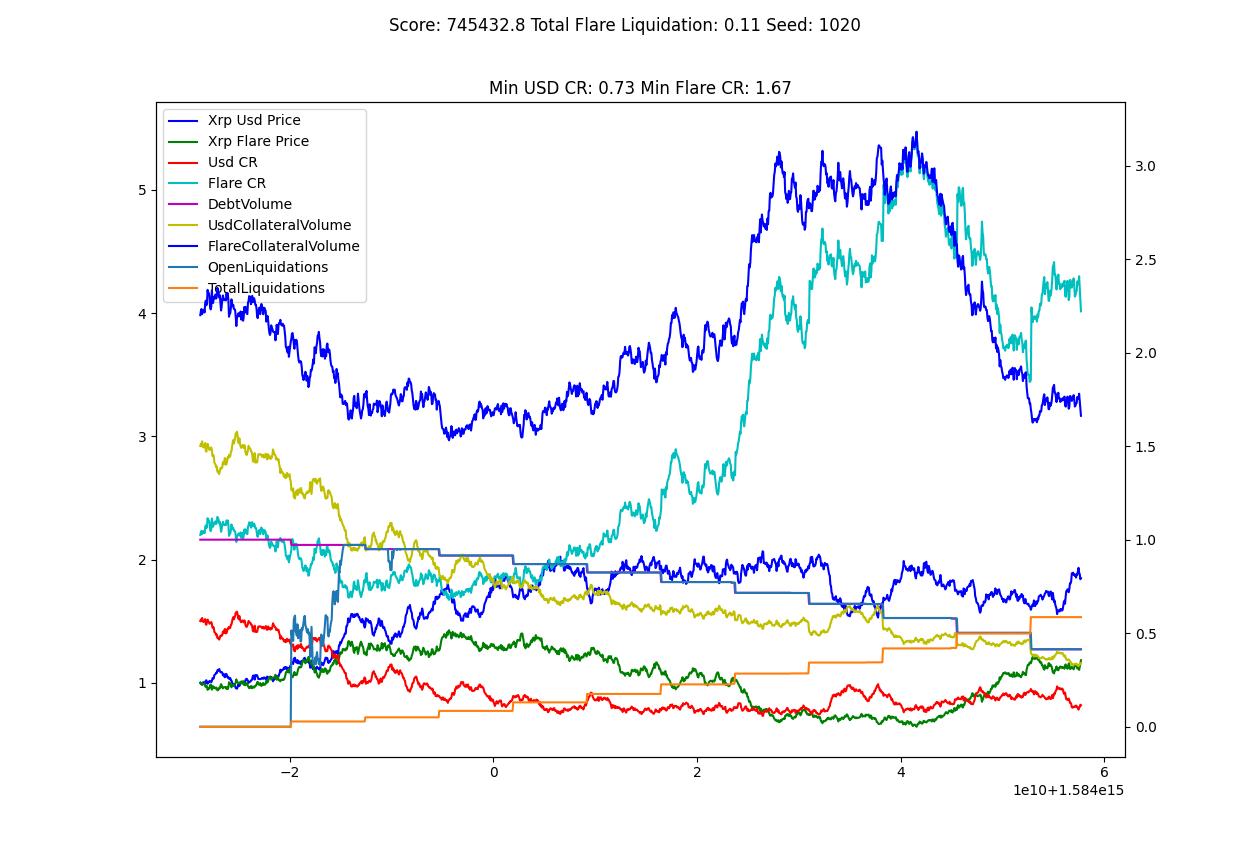 Score: 745432.8 Total Flare Liquidation: 0.11 Seed: 1020
Min USD CR: 0.73 Min Flare CR: 1.67
Xrp Usd Price
Xrp Flare Price
Usd CR
Flare CR
DebtVolume
UsdCollateralVolume
FlareCollateralVolume
OpenLiquidations
TotalLiquidations
5
4
3
2
1
3.0
2.5
2.0
1.5
1.0
0.5
0.0
−2
0
2
4
6
1e10+1.584e15